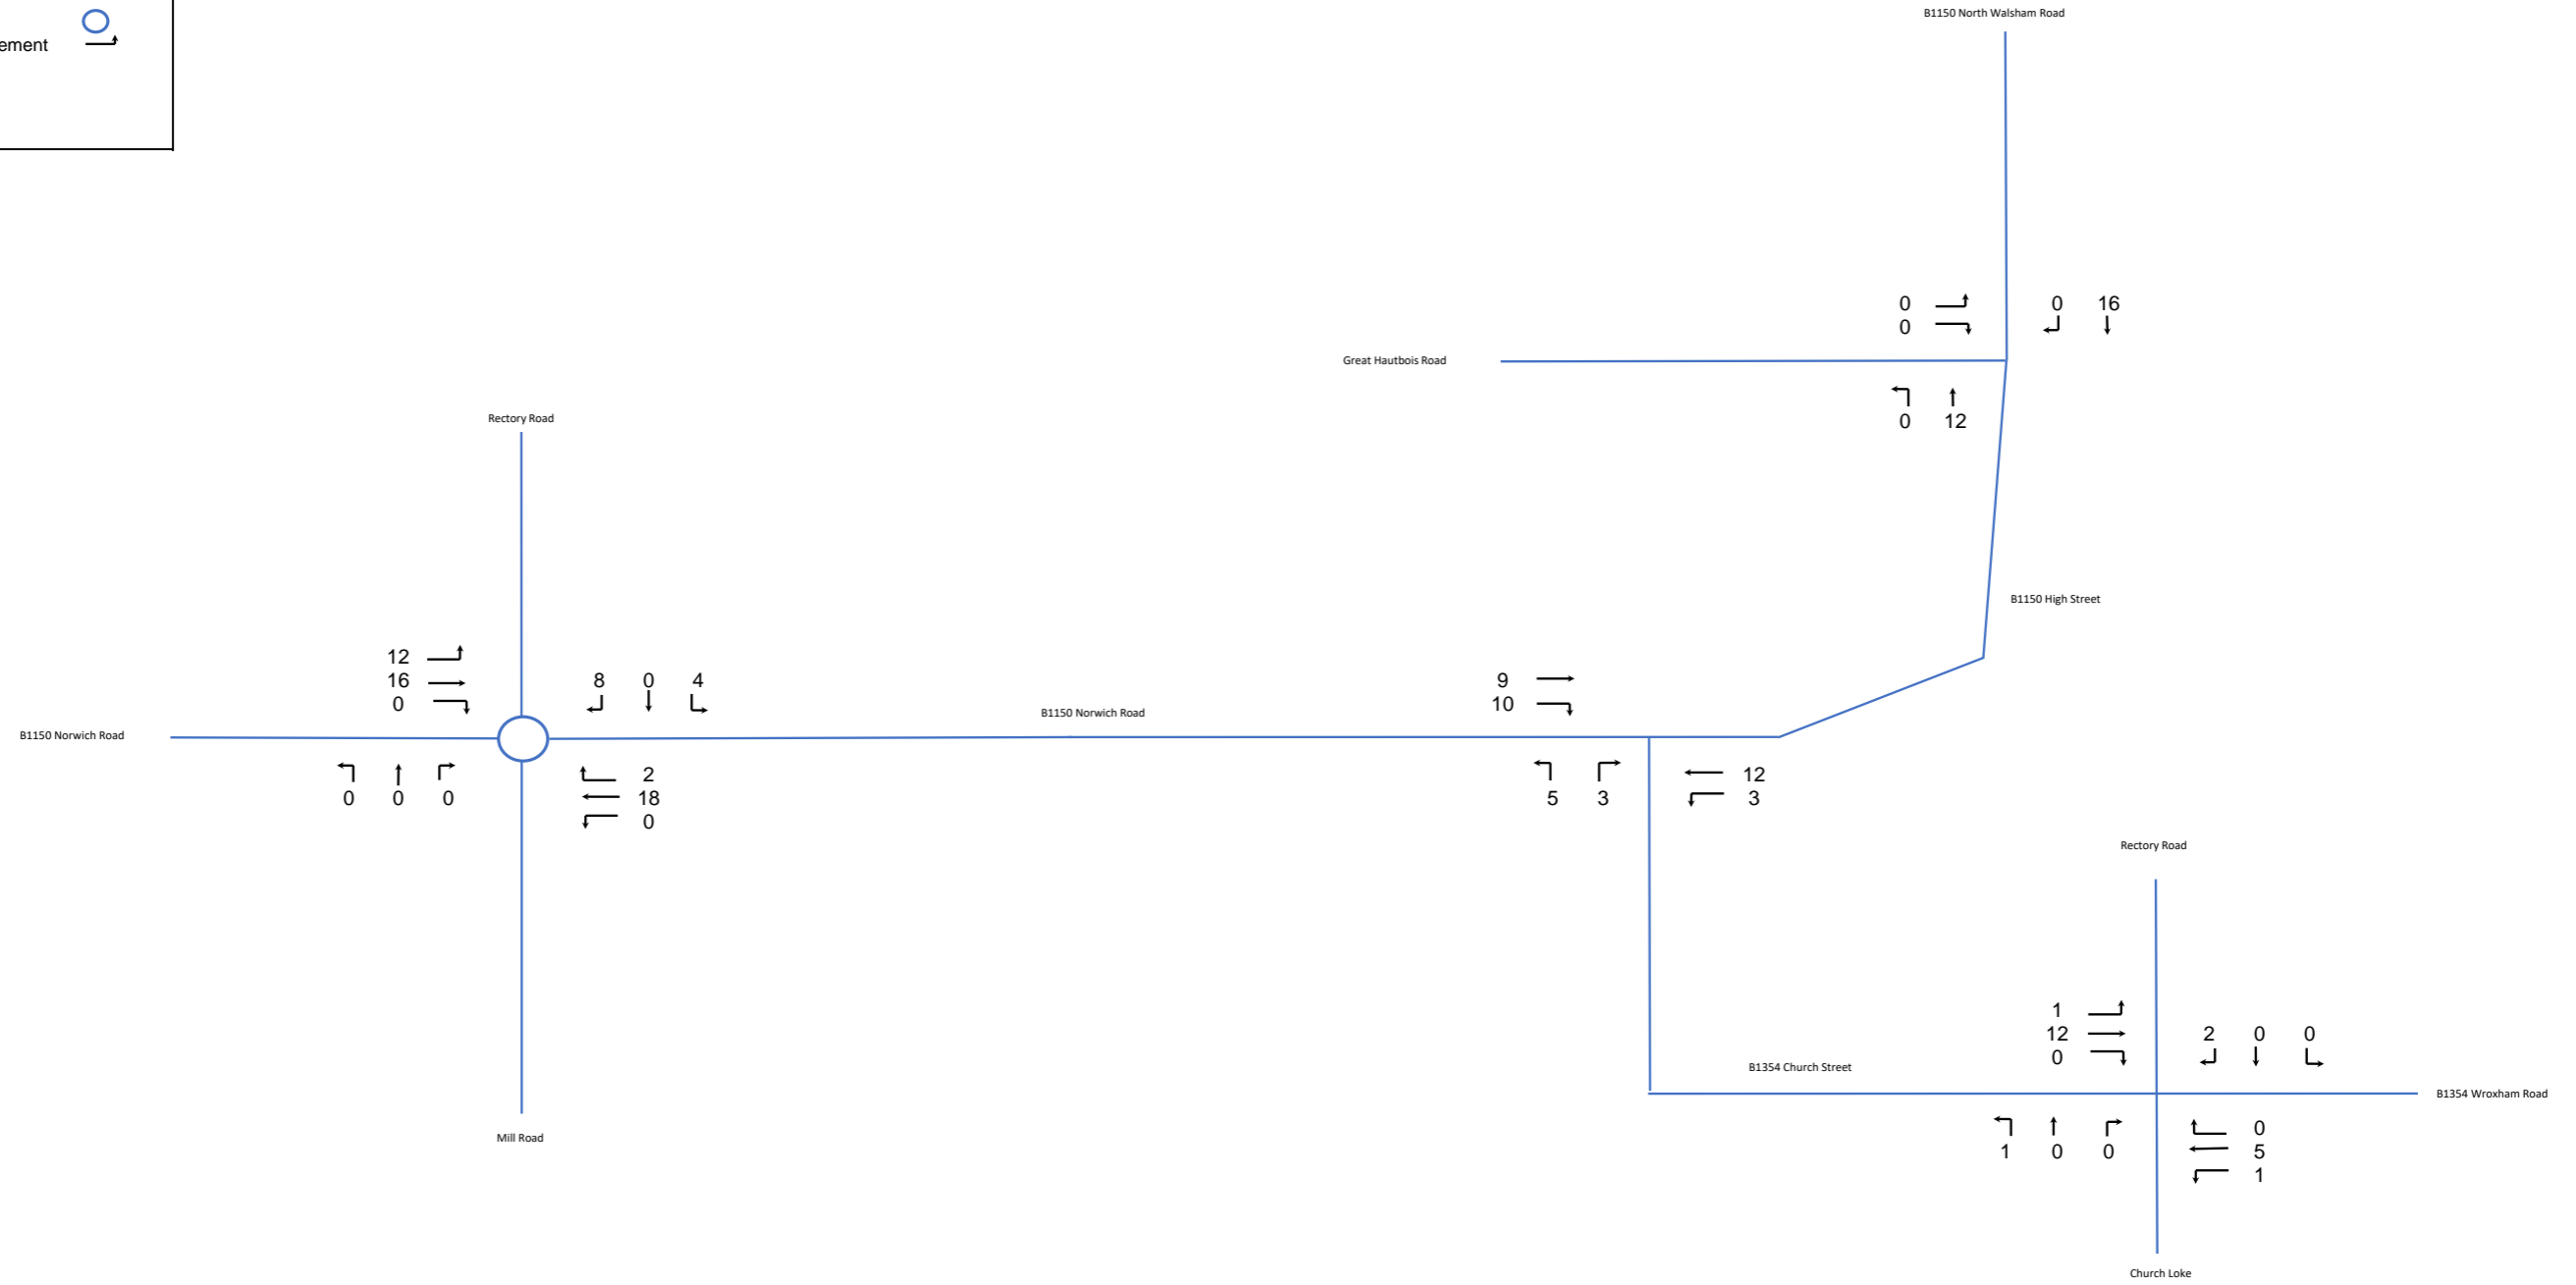 B1150 North Walsham Road
ement
0 0 16
0
Great Hautbois Road
0 12
Rectory Road
B1150 High Street
12
16 8 0 4
0
9
10
B1150 Norwich Road
B1150 Norwich Road
0 0 0
2
18
0
5 3
12
3
Rectory Road
1
12 2 0 0
0
B1354 Church Street
B1354 Wroxham Road
Mill Road
1 0 0
0
5
1
Church Loke